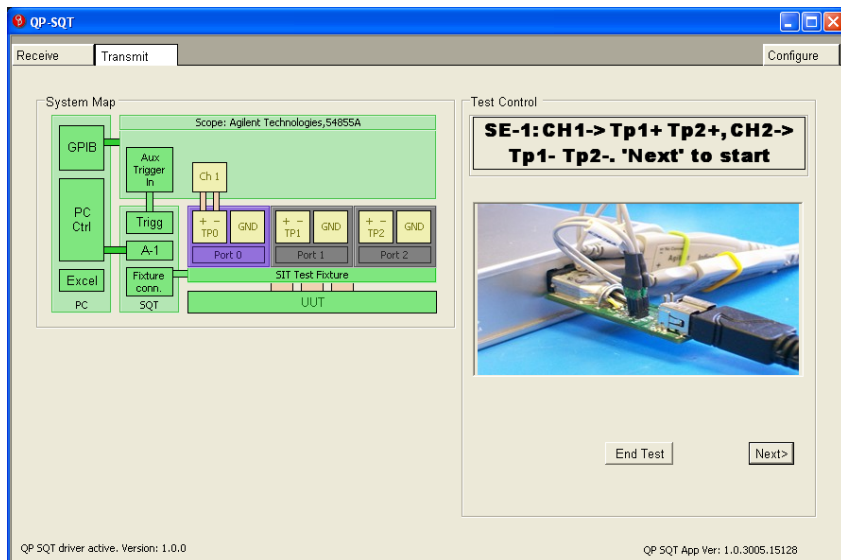 QP-SQT
Receive
Transmit
Configure
System Map
Scope: Agilent Technologies,54855A
GPIB
Aux
Trigger
In
Ch 1
PC
Ctrl
Trigg
+ -
TP0
GND
+ -
TP1
GND
+ -
TP2
GND
A-1
Port 0
Port 1
Port 2
Excel
Fixture
conn.
SIT Test Fixture
PC
SQT
UUT
Test Control
SE-1: CH1-> Tp1+ Tp2+, CH2->
Tp1- Tp2-. 'Next' to start
End Test
Next>
QP SQT driver active. Version: 1.0.0
QP SQT App Ver: 1.0.3005.15128